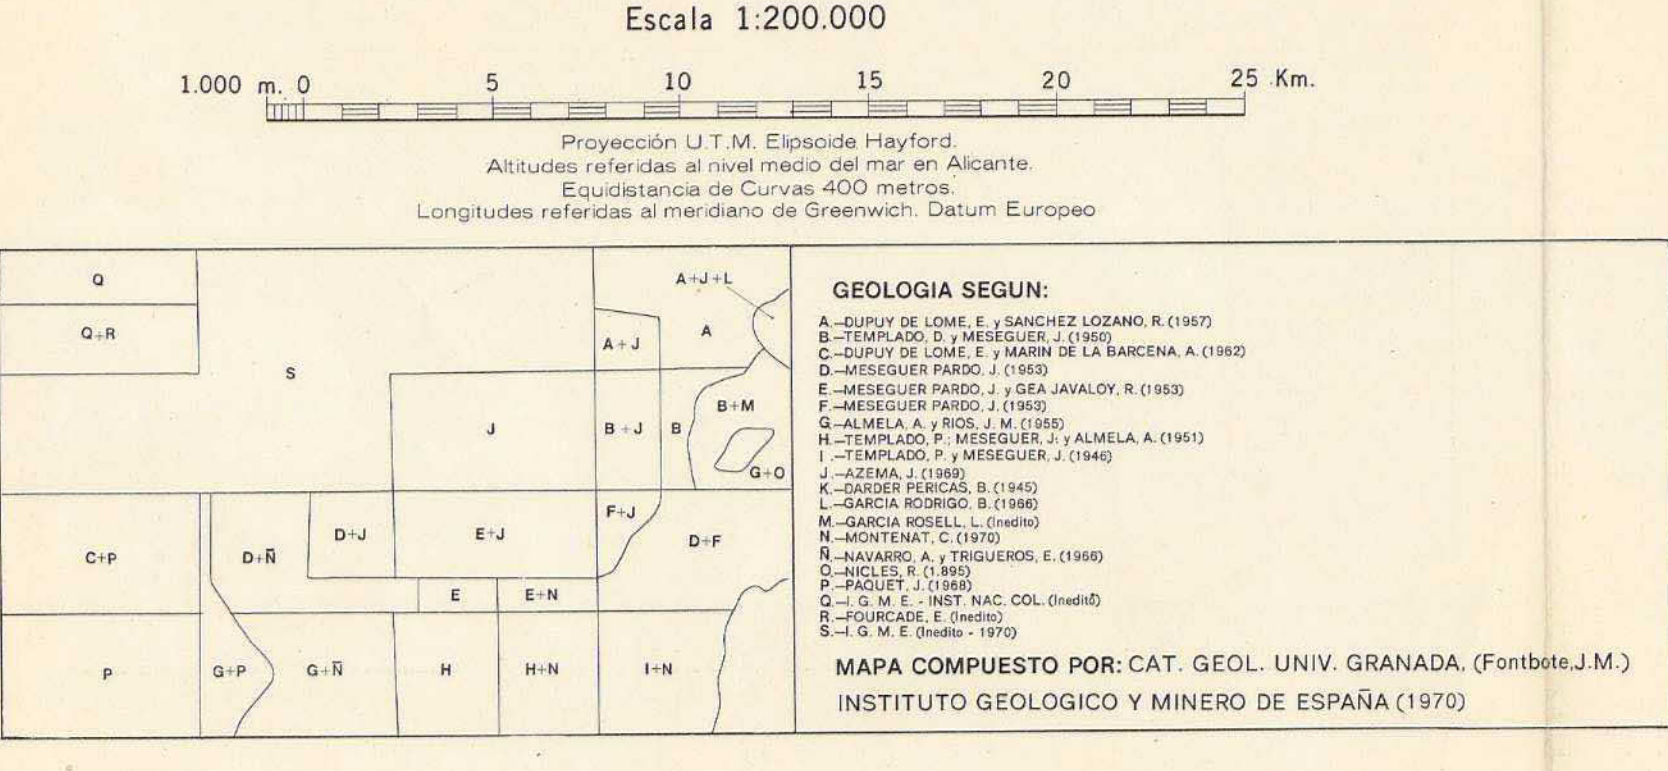 Escala 1:200.000
1.000 m. 0 5 10 15 20 25 Km.
Proyección U.T.M. Elipsoide Hayford.
Altitudes referidas al nivel medio del mar en Alicante.
Equidistancia de Curvas 400 metros.
Longitudes referidas al meridiano de Greenwich. Datum Europeo
Q
A+J+L
Q+R
A+J
A
S
J
B+J
B
B+M
G+O
C+P
D+Ñ
D+J
E+J
F+J
D+F
E
E+N
P
G+P
G+Ñ
H
H+N
I+N
GEOLOGIA SEGUN:
A.—DUPUY DE LOME, E. y SANCHEZ LOZANO, R. (1957)
B.—TEMPLADO, D. y MESEGUER, J. (1950)
C.—DUPUY DE LOME, E. y MARIN DE LA BARCENA, A. (1962)
D.—MESEGUER PARDO, J. (1953)
E.—MESEGUER PARDO, J. y GEA JAVALOY, R. (1953)
F.—MESEGUER PARDO, J. (1953)
G.—ALMELA, A. y RIOS, J. M. (1955)
H.—TEMPLADO, P.; MESEGUER, J. y ALMELA, A. (1951)
I.—TEMPLADO, P. y MESEGUER, J. (1946)
J.—AZEMA, J. (1969)
K.—DARDER PERICAS, B. (1945)
L.—GARCIA RODRIGO, B. (1966)
M.—GARCIA ROSELL, L. (Inedito)
N.—MONTENAT, C. (1970)
Ñ.—NAVARRO, A. y TRIGUEROS, E. (1966)
O.—NICLES, R. (1.895)
P.—PAQUET, J. (1968)
Q.—I. G. M. E. - INST. NAC. COL. (Inedito)
R.—FOURCADE, E. (Inedito)
S.—I. G. M. E. (Inedito - 1970)
MAPA COMPUESTO POR: CAT. GEOL. UNIV. GRANADA, (Fontbote, J.M.)
INSTITUTO GEOLOGICO Y MINERO DE ESPAÑA (1970)